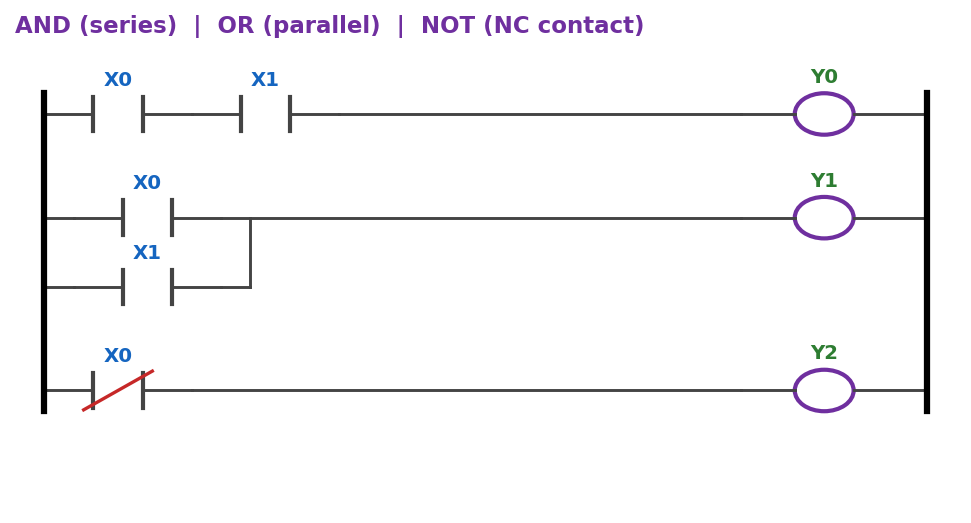 AND (series) | OR (parallel) | NOT (NC contact)
X0 X1 Y0
X0 Y1
X1
X0 Y2